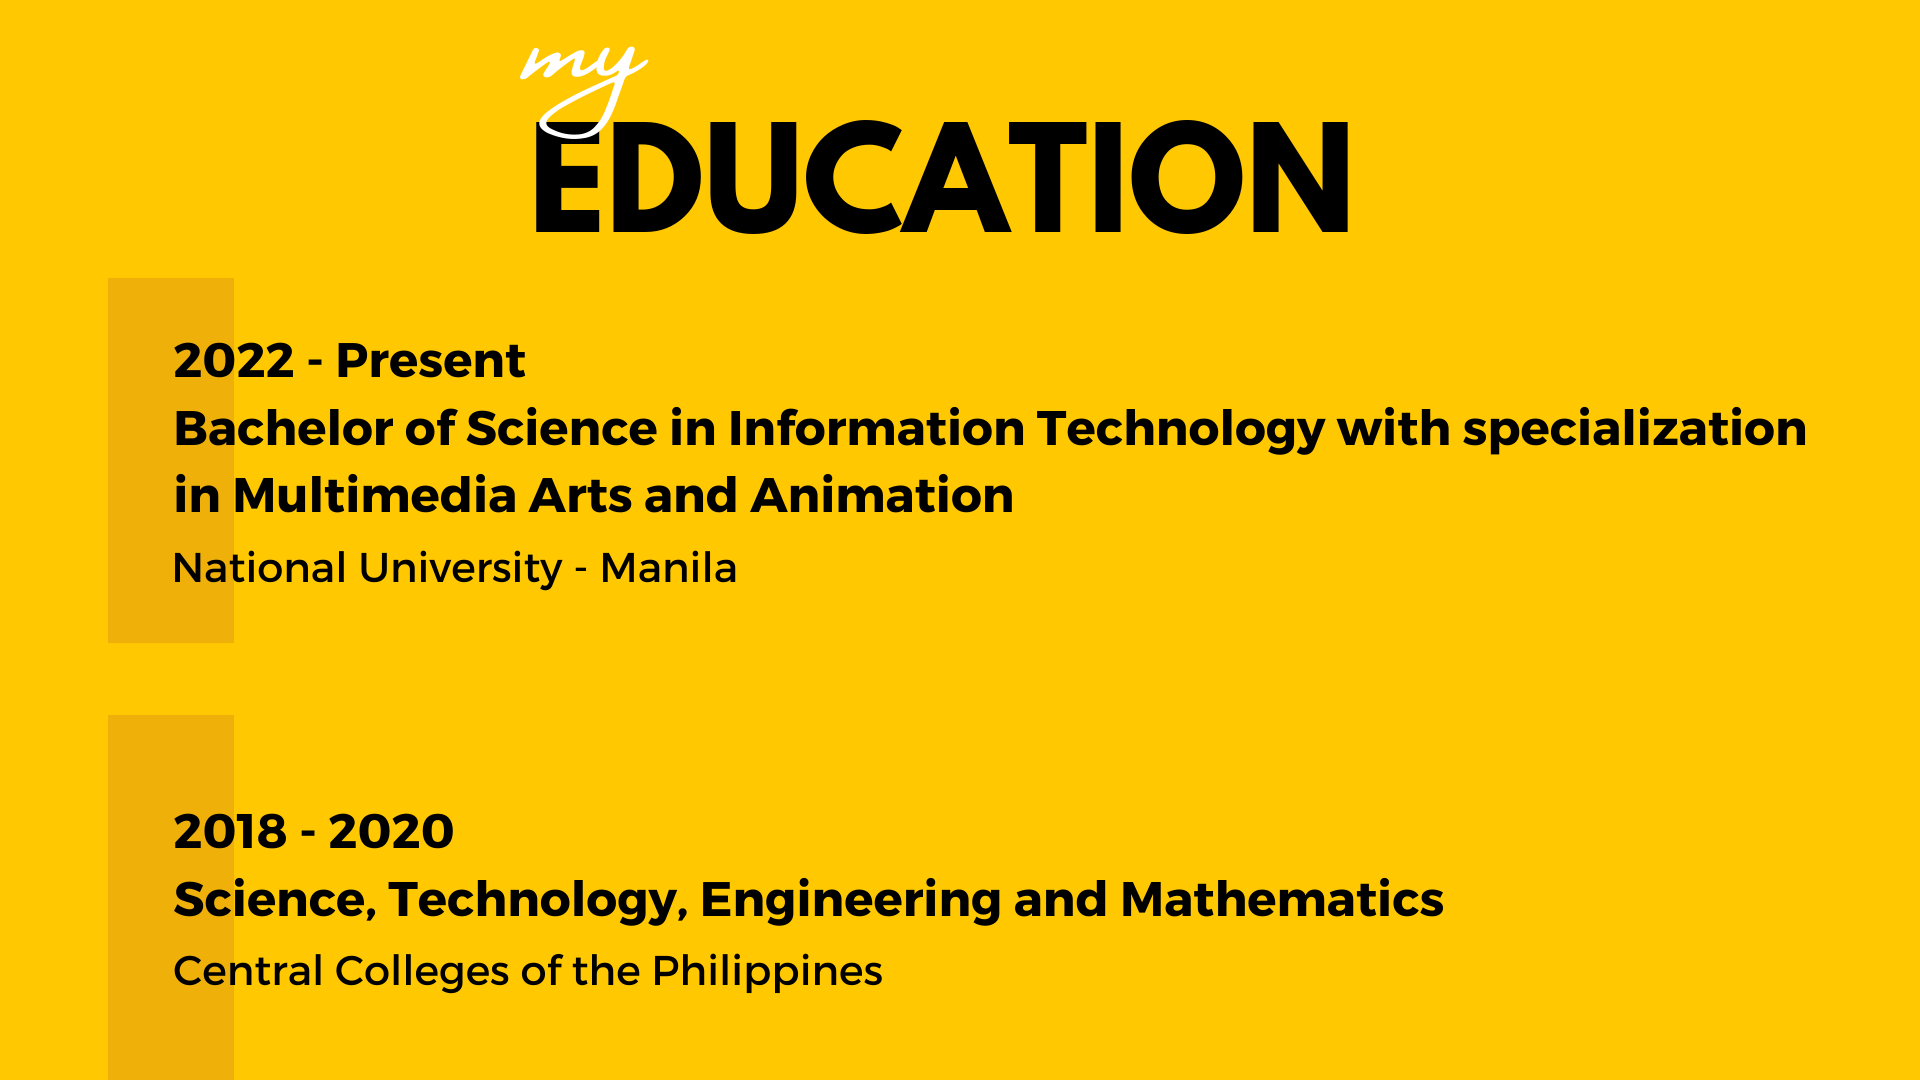 my
EDUCATION
2022 - Present
Bachelor of Science in Information Technology with specialization
in Multimedia Arts and Animation
National University - Manila
2018 - 2020
Science, Technology, Engineering and Mathematics
Central Colleges of the Philippines